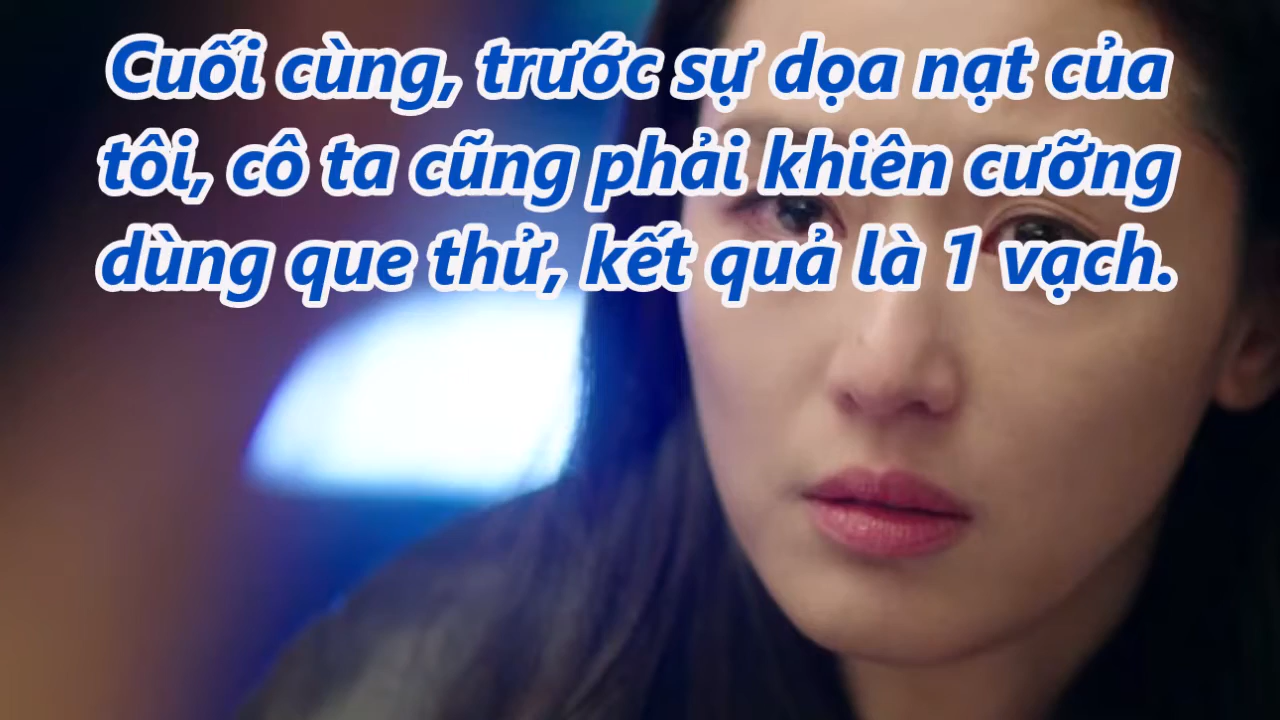 Cuối cùng, trước sự dọa nạt của
tôi, cô ta cũng phải khiên cưỡng
dùng que thử, kết quả là 1 vạch.